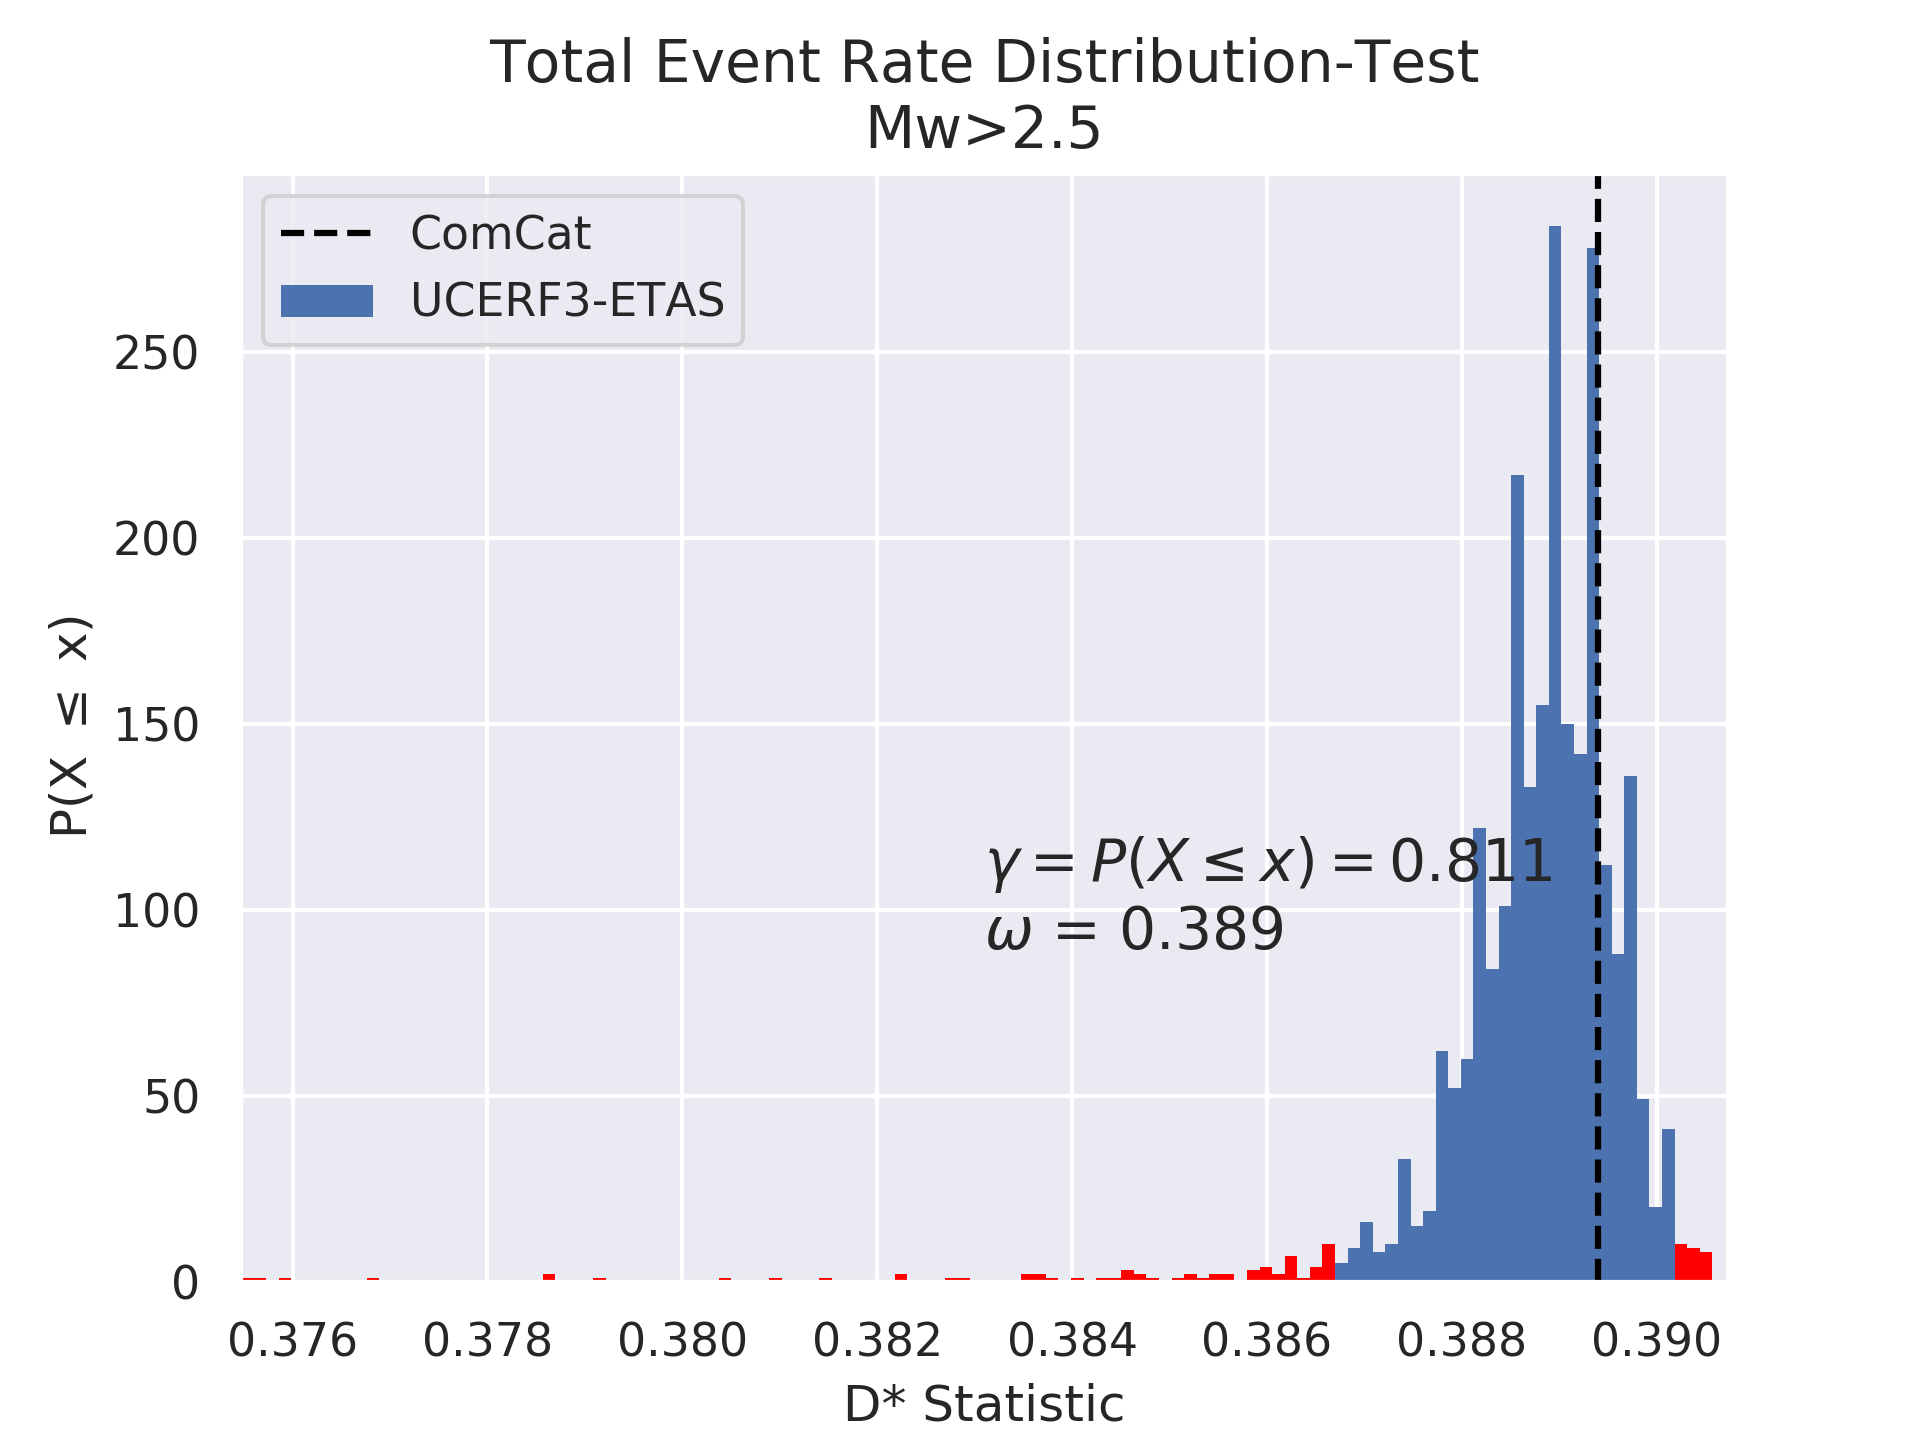 Total Event Rate Distribution-Test
Mw>2.5
ComCat
UCERF3-ETAS
P(X ≤ x)
250
200
150
100
50
0
γ = P(X ≤ x) = 0.811
ω = 0.389
0.376 0.378 0.380 0.382 0.384 0.386 0.388 0.390
D* Statistic